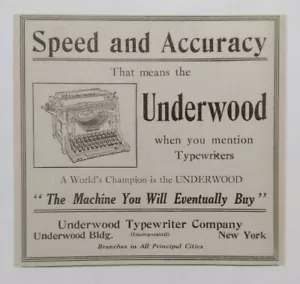 Speed and Accuracy
That means the
Underwood
when you mention
Typewriters
A World's Champion is the UNDERWOOD
"The Machine You Will Eventually Buy"
Underwood Typewriter Company
Underwood Bldg. (Incorporated) New York
Branches in All Principal Cities